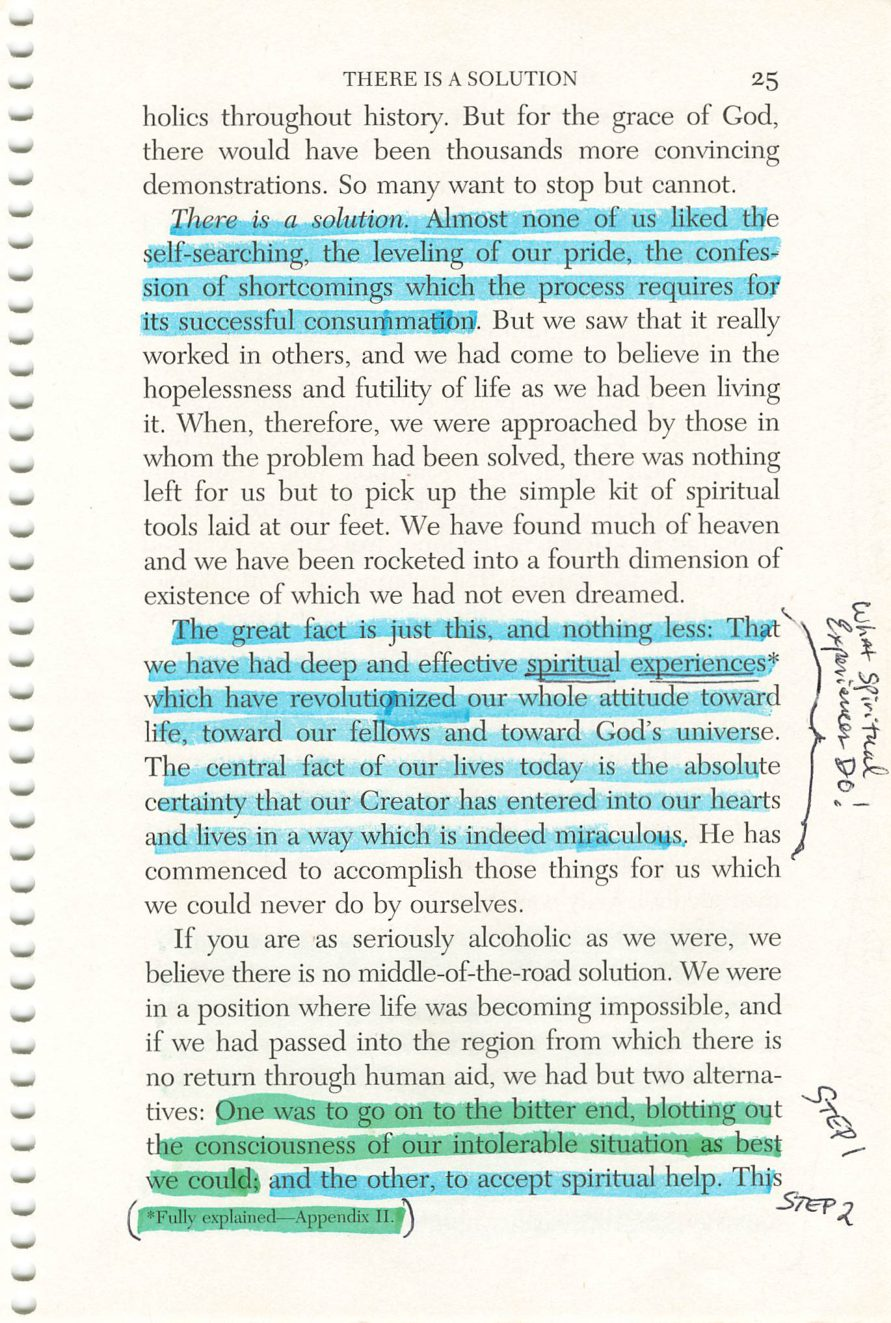 THERE IS A SOLUTION 25
holics throughout history. But for the grace of God,
there would have been thousands more convincing
demonstrations. So many want to stop but cannot.
There is a solution. Almost none of us liked the
self-searching, the leveling of our pride, the confes-
sion of shortcomings which the process requires for
its successful consummation. But we saw that it really
worked in others, and we had come to believe in the
hopelessness and futility of life as we had been living
it. When, therefore, we were approached by those in
whom the problem had been solved, there was nothing
left for us but to pick up the simple kit of spiritual
tools laid at our feet. We have found much of heaven
and we have been rocketed into a fourth dimension of
existence of which we had not even dreamed.
The great fact is just this, and nothing less: That
we have had deep and effective spiritual experiences*
which have revolutionized our whole attitude toward
life, toward our fellows and toward God's universe.
The central fact of our lives today is the absolute
certainty that our Creator has entered into our hearts
and lives in a way which is indeed miraculous. He has
commenced to accomplish those things for us which
we could never do by ourselves.
What Spiritual
Experiences DO!
If you are as seriously alcoholic as we were, we
believe there is no middle-of-the-road solution. We were
in a position where life was becoming impossible, and
if we had passed into the region from which there is
no return through human aid, we had but two alterna-
tives: One was to go on to the bitter end, blotting out
the consciousness of our intolerable situation as best
we could; and the other, to accept spiritual help. This
STEP 1
STEP 2
(*Fully explained—Appendix II.)